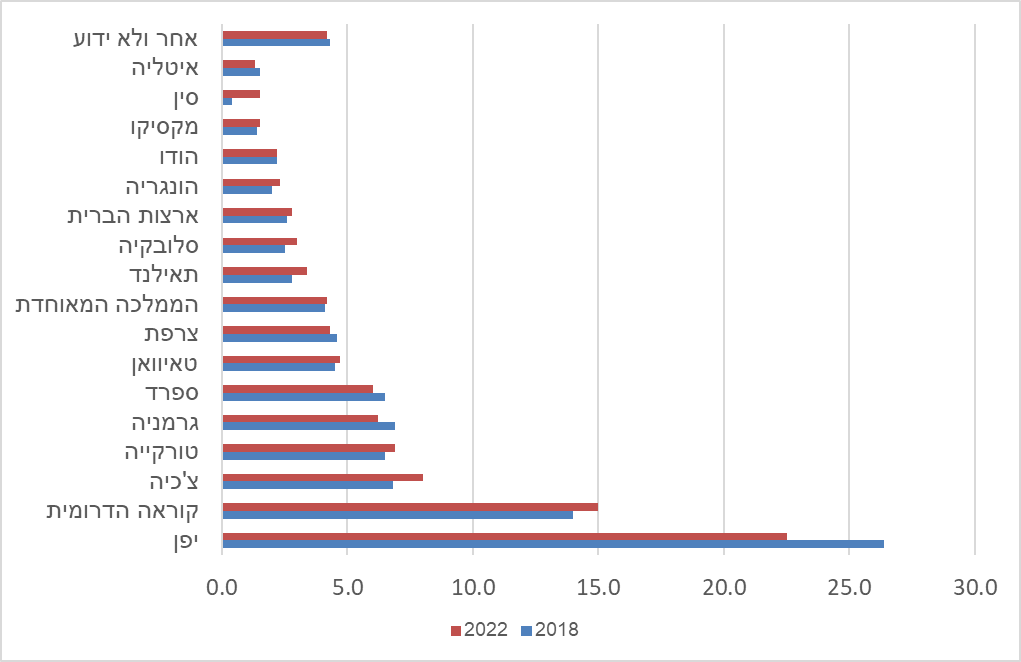 אחר ולא ידוע
איטליה
סין
מקסיקו
הודו
הונגריה
ארצות הברית
סלובקיה
תאילנד
הממלכה המאוחדת
צרפת
טאיוואן
ספרד
גרמניה
טורקייה
צ'כיה
קוראה הדרומית
יפן
0.0 5.0 10.0 15.0 20.0 25.0 30.0
2022 2018